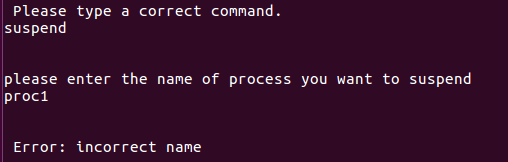 Please type a correct command.
suspend
please enter the name of process you want to suspend
proc1
Error: incorrect name